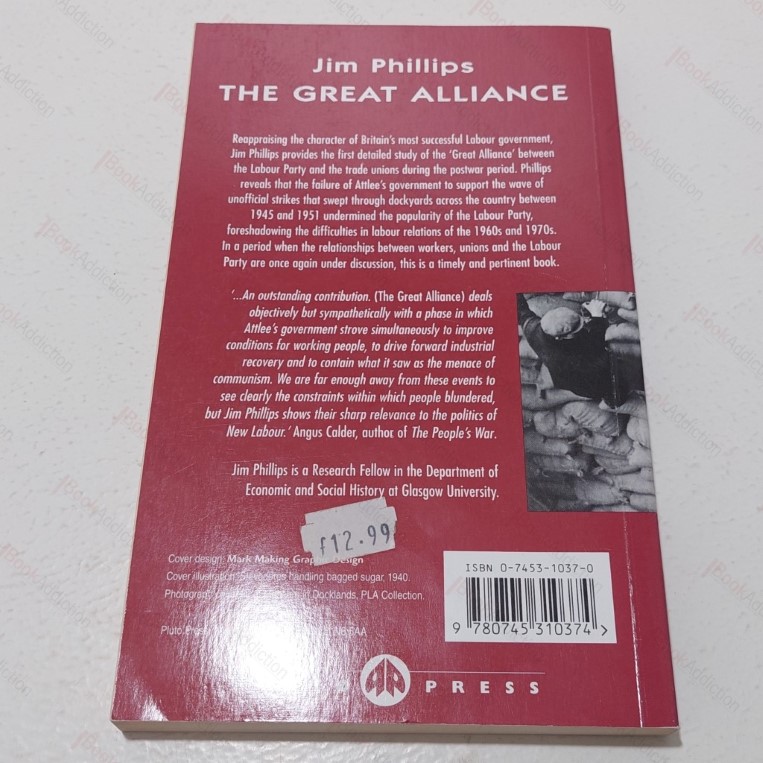 Jim Phillips
THE GREAT ALLIANCE
Reappraising the character of Britain's most successful Labour government,
Jim Phillips provides the first detailed study of the 'Great Alliance' between
the Labour Party and the trade unions during the postwar period. Phillips
reveals that the failure of Attlee's government to support the wave of
unofficial strikes that swept through dockyards across the country between
1945 and 1951 undermined the popularity of the Labour Party,
foreshadowing the difficulties in labour relations of the 1960s and 1970s.
In a period when the relationships between workers, unions and the Labour
Party are once again under discussion, this is a timely and pertinent book.
'...An outstanding contribution. (The Great Alliance) deals
objectively but sympathetically with a phase in which
Attlee's government strove simultaneously to improve
conditions for working people, to drive forward industrial
recovery and to contain what it saw as the menace of
communism. We are far enough away from these events to
see clearly the constraints within which people blundered,
but Jim Phillips shows their sharp relevance to the politics of
New Labour.' Angus Calder, author of The People's War.
Jim Phillips is a Research Fellow in the Department of
Economic and Social History at Glasgow University.
£12.99
Cover design: Mark Making Graphic Design
Cover illustration: handling bagged sugar, 1940.
Docklands, PLA Collection.
Pluto Press
ISBN 0-7453-1037-0
9 780745 310374 >
PRESS
BookAddiction